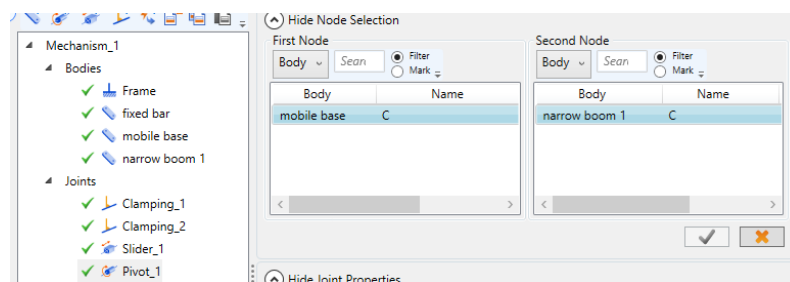 Mechanism_1
Bodies
Frame
fixed bar
mobile base
narrow boom 1
Joints
Clamping_1
Clamping_2
Slider_1
Pivot_1
Hide Node Selection
First Node
Body Sean Filter
Mark
Body Name
mobile base C
Second Node
Body Sean Filter
Mark
Body Name
narrow boom 1 C
Hide Joint Properties